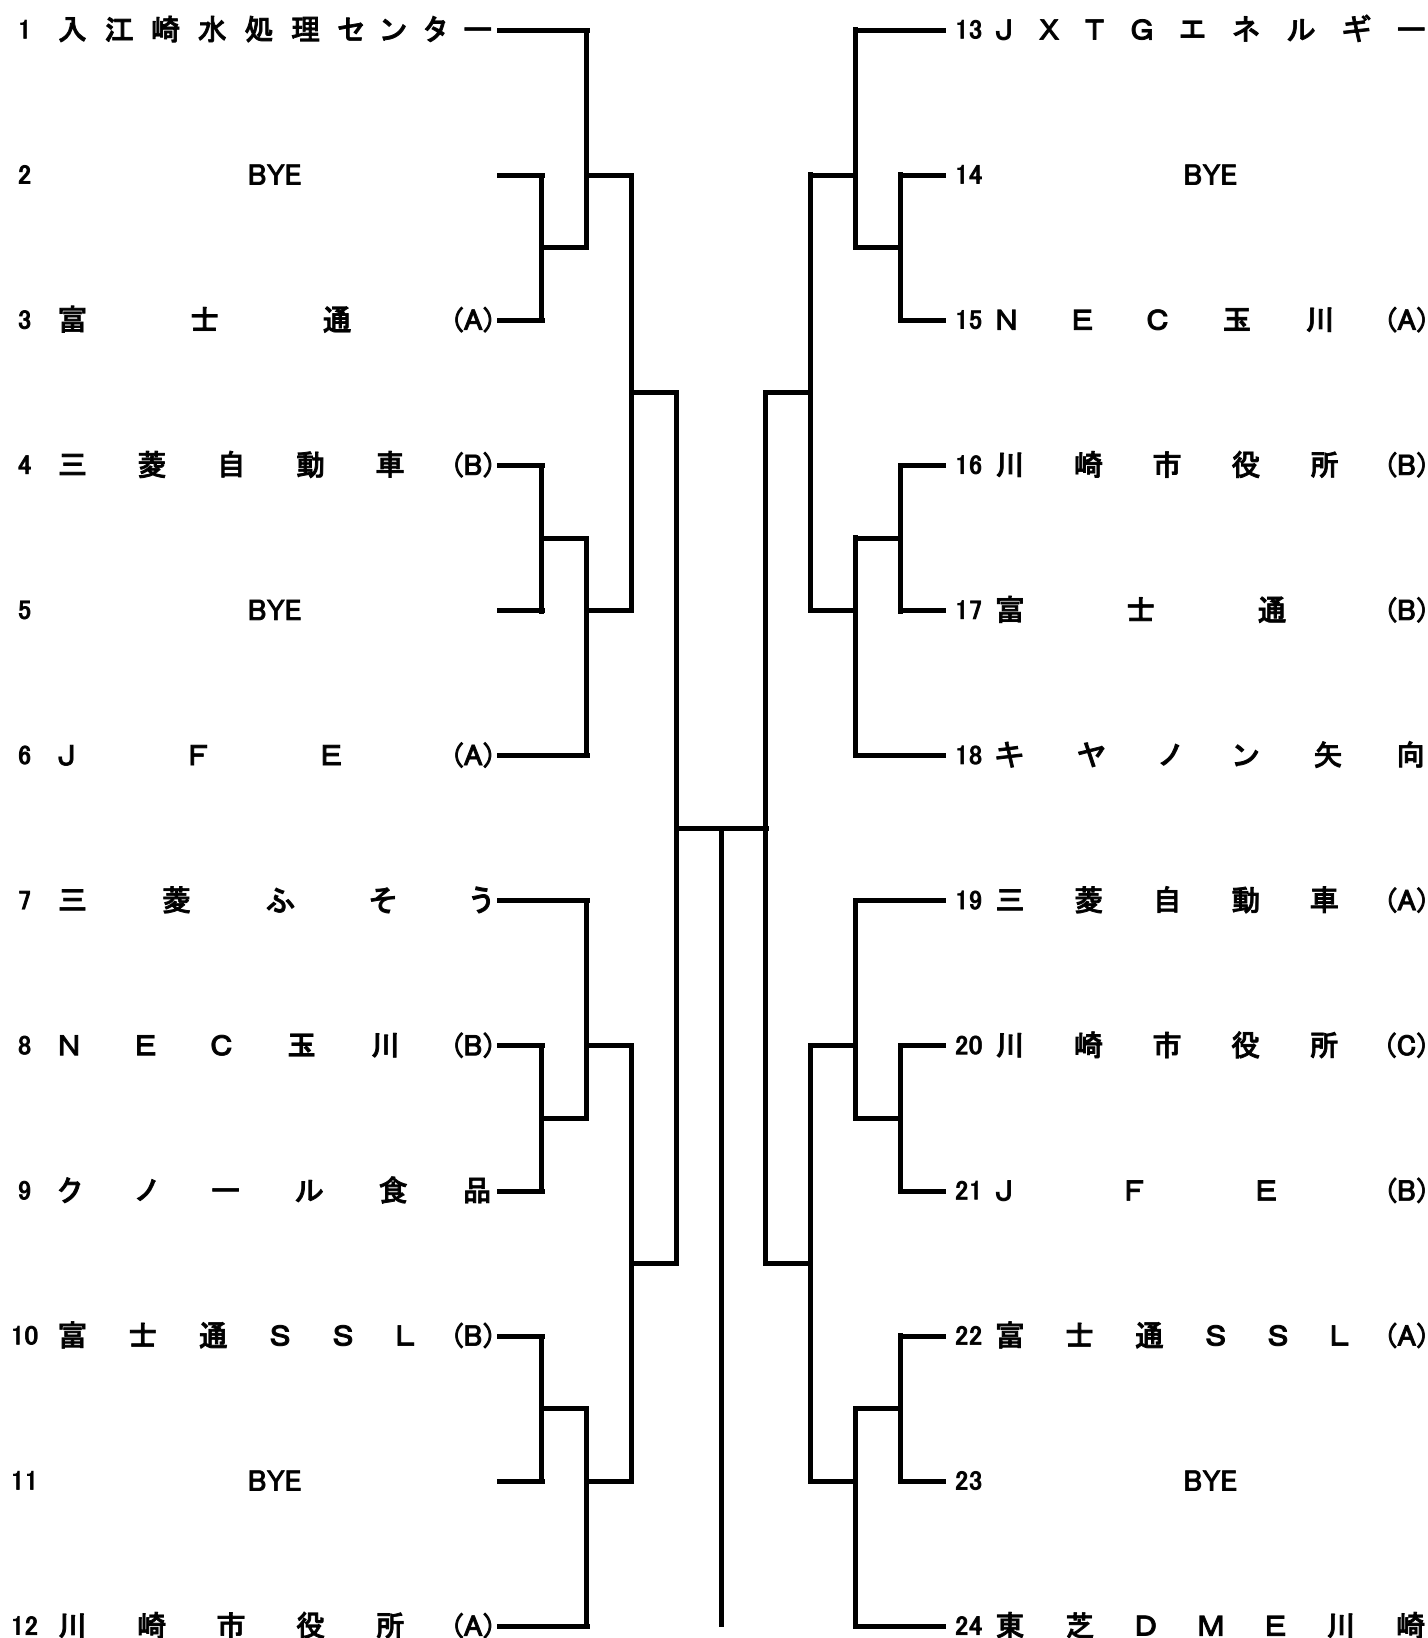 1 入江崎水処理センター
2 BYE
3 富士通(A)
4 三菱自動車(B)
5 BYE
6 JFE(A)
7 三菱ふそう
8 NEC玉川(B)
9 クノール食品
10 富士通SSL(B)
11 BYE
12 川崎市役所(A)
13 JXTGエネルギー
14 BYE
15 NEC玉川(A)
16 川崎市役所(B)
17 富士通(B)
18 キヤノン矢向
19 三菱自動車(A)
20 川崎市役所(C)
21 JFE(B)
22 富士通SSL(A)
23 BYE
24 東芝DME川崎